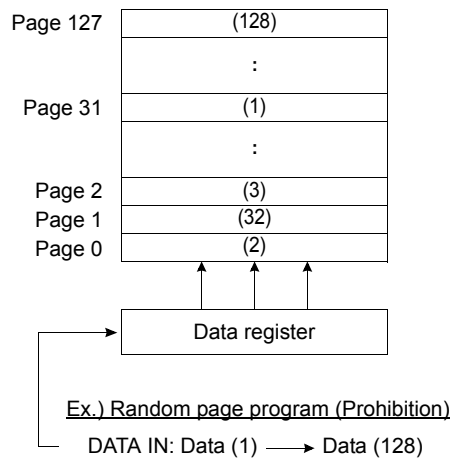 Page 127 (128)
:
Page 31 (1)
:
Page 2 (3)
Page 1 (32)
Page 0 (2)
Data register
Ex.) Random page program (Prohibition)
DATA IN: Data (1) Data (128)